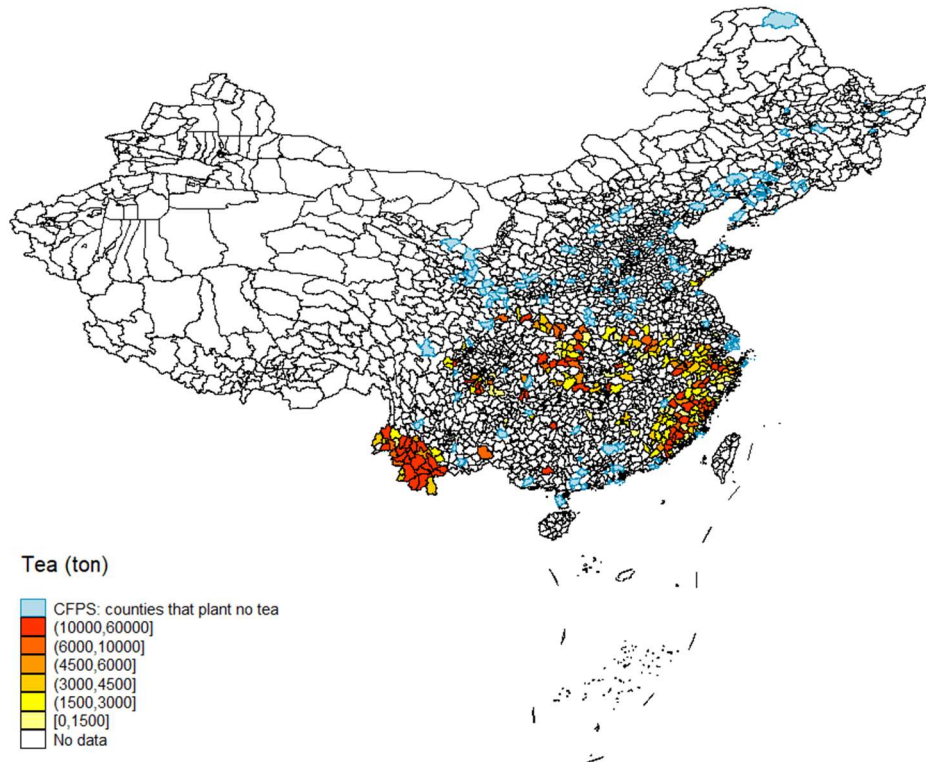 Tea (ton)
CFPS: counties that plant no tea
(10000,60000]
(6000,10000]
(4500,6000]
(3000,4500]
(1500,3000]
[0,1500]
No data